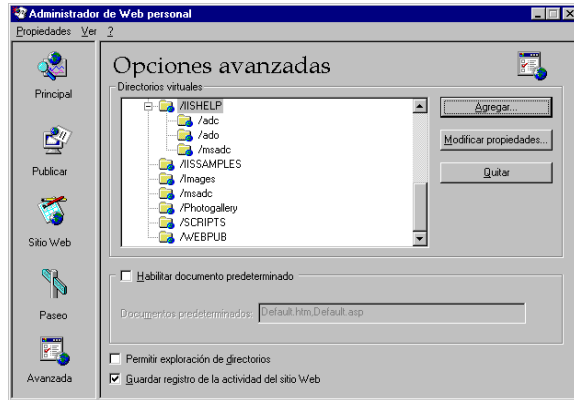 Administrador de Web personal
Propiedades Ver ?
Principal
Publicar
Sitio Web
Paseo
Avanzada
Opciones avanzadas
Directorios virtuales
/IISHELP
/adc
/ado
/msadc
/IISSAMPLES
/Images
/msadc
/Photogallery
/SCRIPTS
/WEBPUB
Agregar...
Modificar propiedades...
Quitar
Habilitar documento predeterminado
Documentos predeterminados: Default.htm,Default.asp
Permitir exploración de directorios
Guardar registro de la actividad del sitio Web